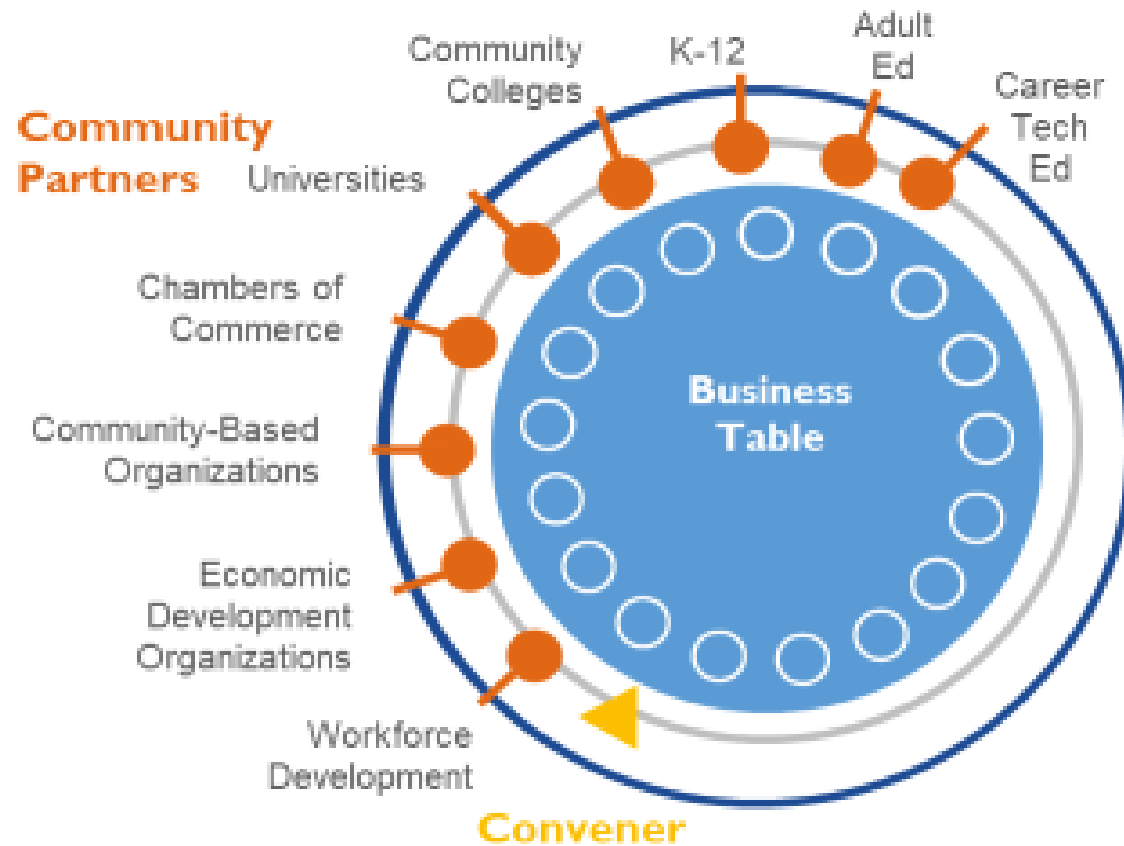 Community
Partners
Universities
Community
Colleges
K-12
Adult
Ed
Career
Tech
Ed
Chambers of
Commerce
Community-Based
Organizations
Economic
Development
Organizations
Workforce
Development
Business
Table
Convener